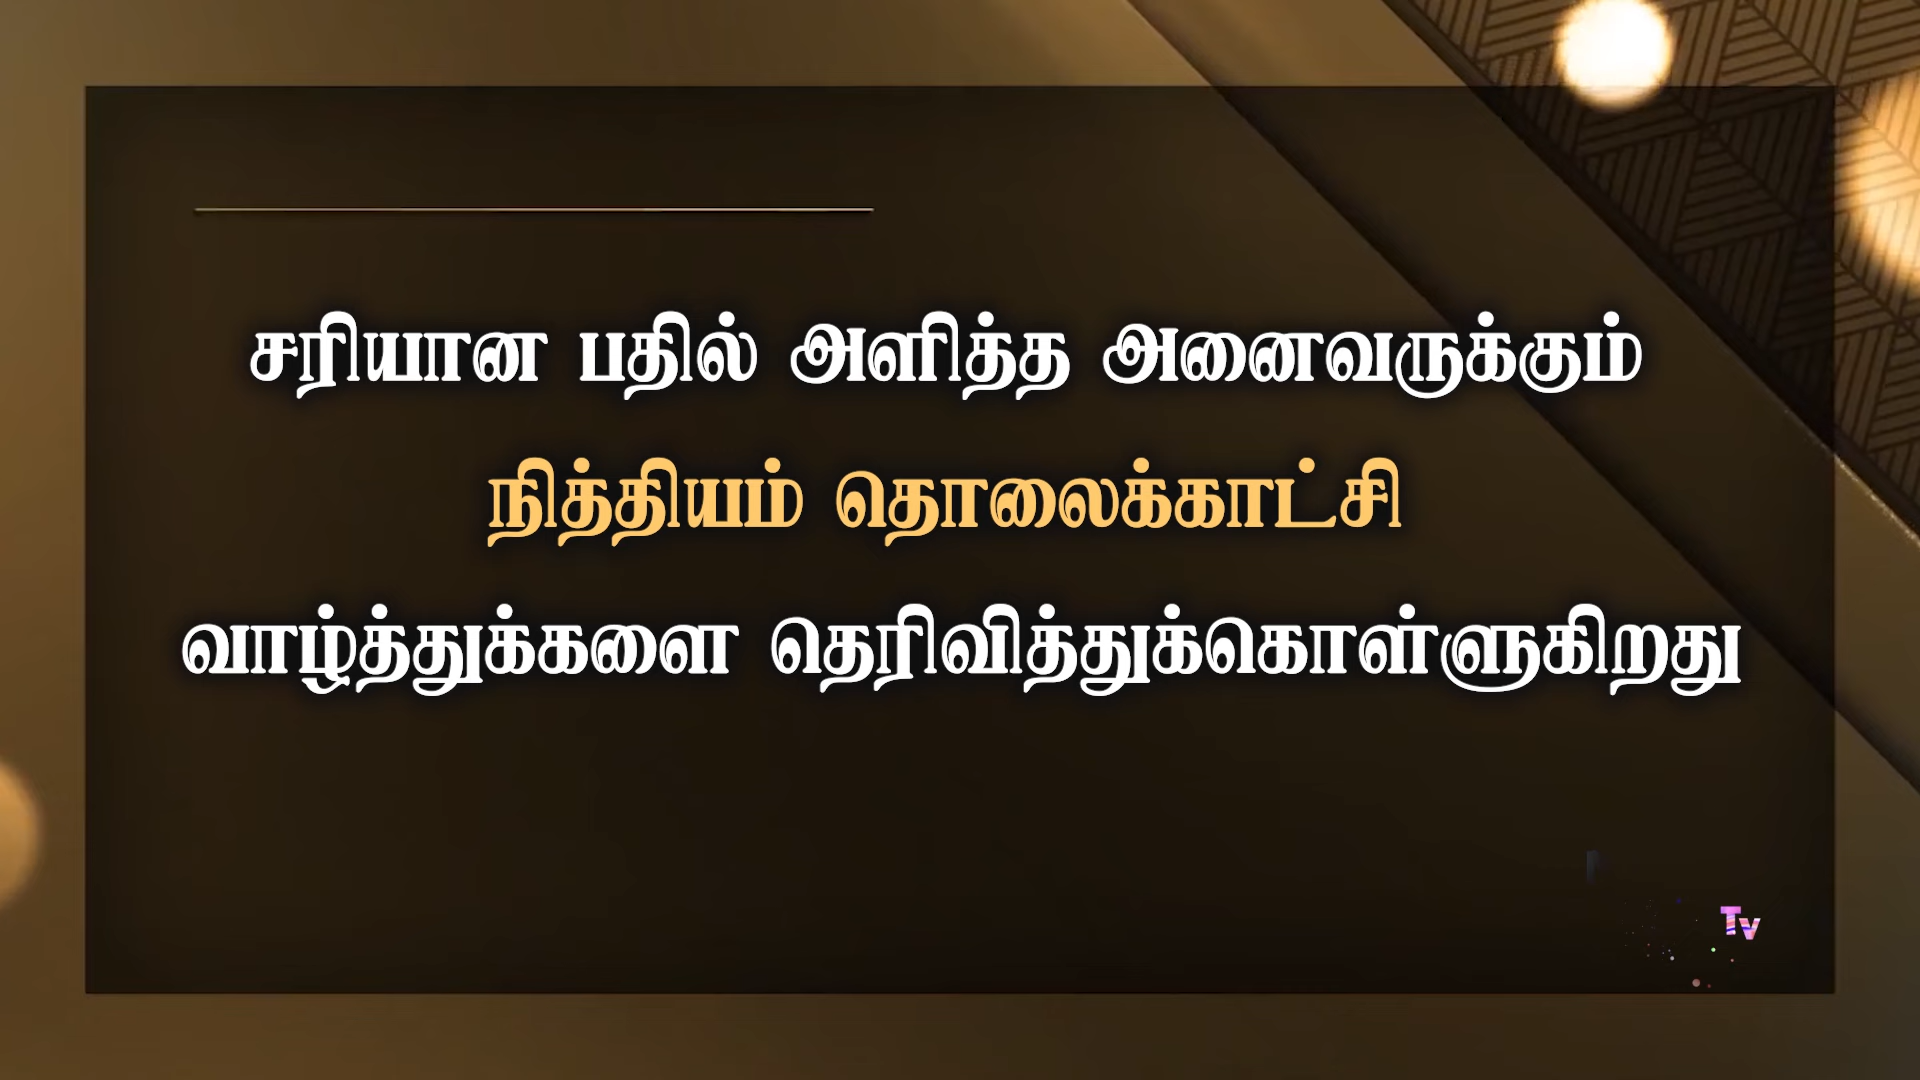 சரியான பதில் அளித்த அனைவருக்கும்
நித்தியம் தொலைக்காட்சி
வாழ்த்துக்களை தெரிவித்துக்கொள்ளுகிறது
Tv